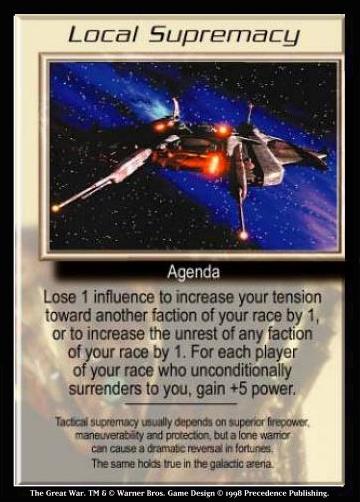 Local Supremacy
Agenda
Lose 1 influence to increase your tension
toward another faction of your race by 1,
or to increase the unrest of any faction
of your race by 1. For each player
of your race who unconditionally
surrenders to you, gain +5 power.
Tactical supremacy usually depends on superior firepower,
maneuverability and protection, but a lone warrior
can cause a dramatic reversal in fortunes.
The same holds true in the galactic arena.
The Great War. TM & © Warner Bros. Game Design © 1998 Precedence Publishing.